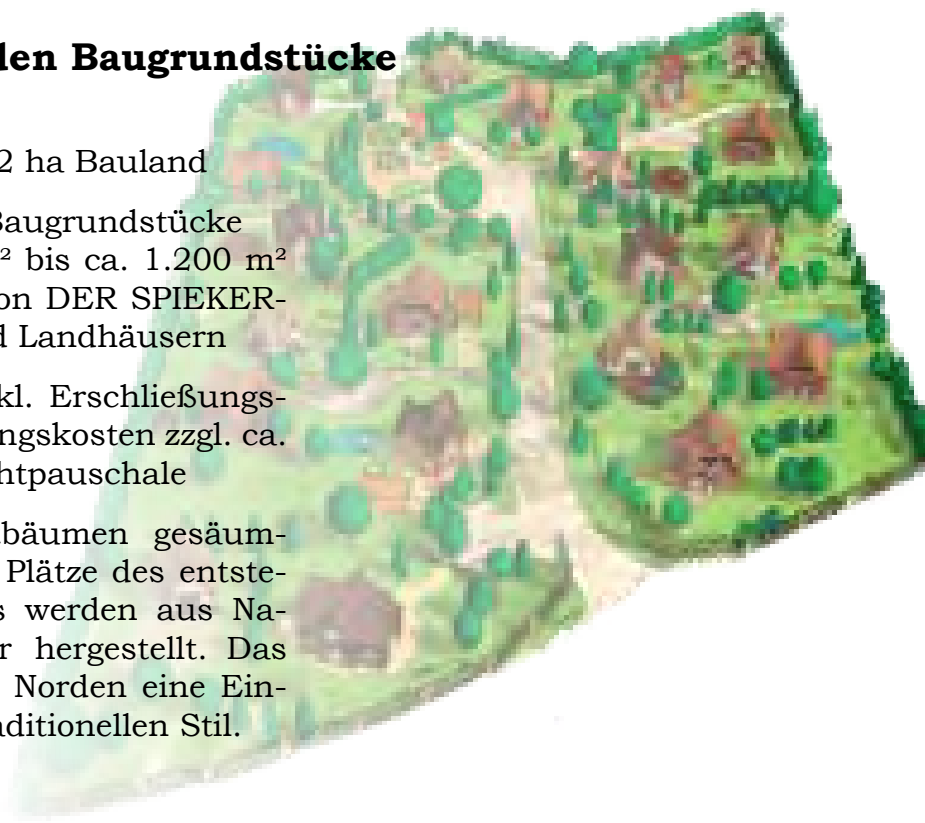 den Baugrundstücke
2 ha Bauland
Baugrundstücke
² bis ca. 1.200 m²
on DER SPIEKER-
d Landhäusern
kl. Erschließungs-
ngskosten zzgl. ca.
chtpauschale
bäumen gesäum-
Plätze des entste-
s werden aus Na-
r hergestellt. Das
Norden eine Ein-
aditionellen Stil.